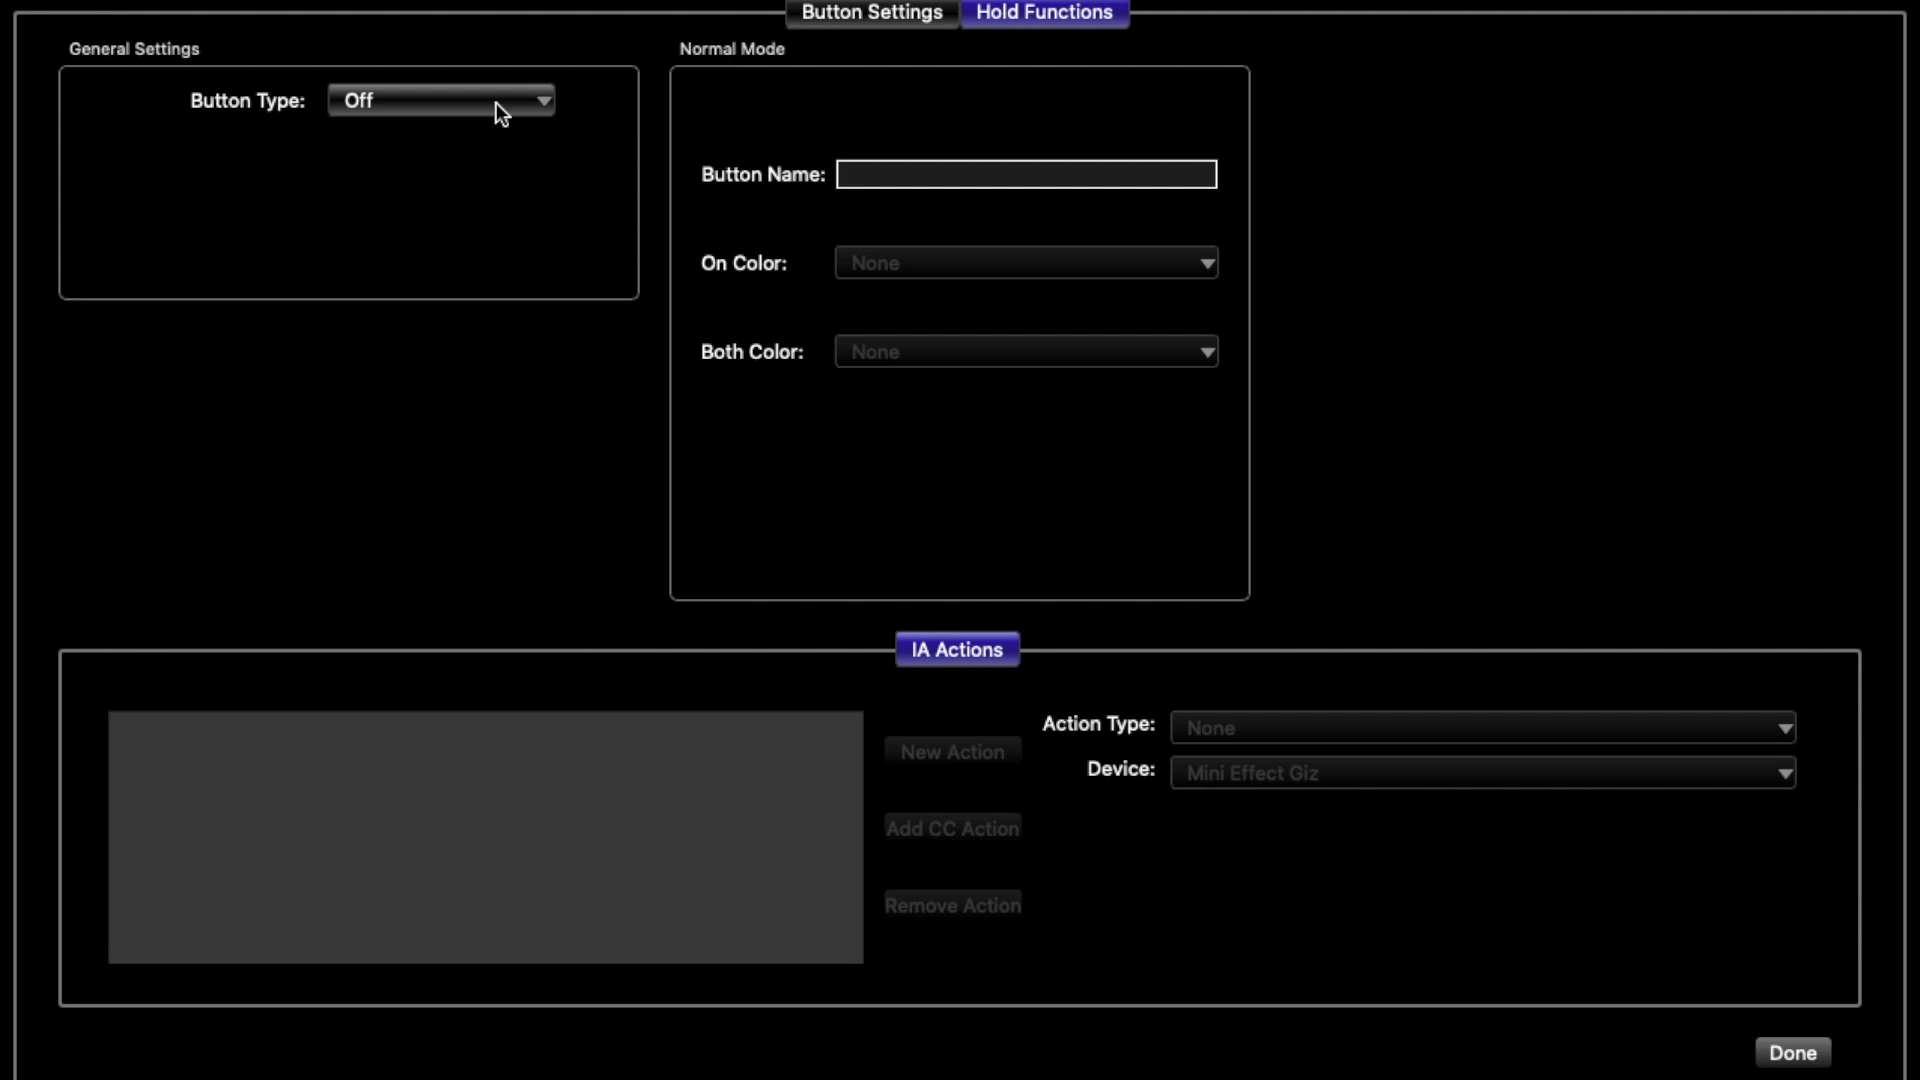 Button Settings
Hold Functions
General Settings
Button Type: Off
Normal Mode
Button Name:
On Color: None
Both Color: None
IA Actions
New Action
Add CC Action
Remove Action
Action Type: None
Device: Mini Effect Giz
Done